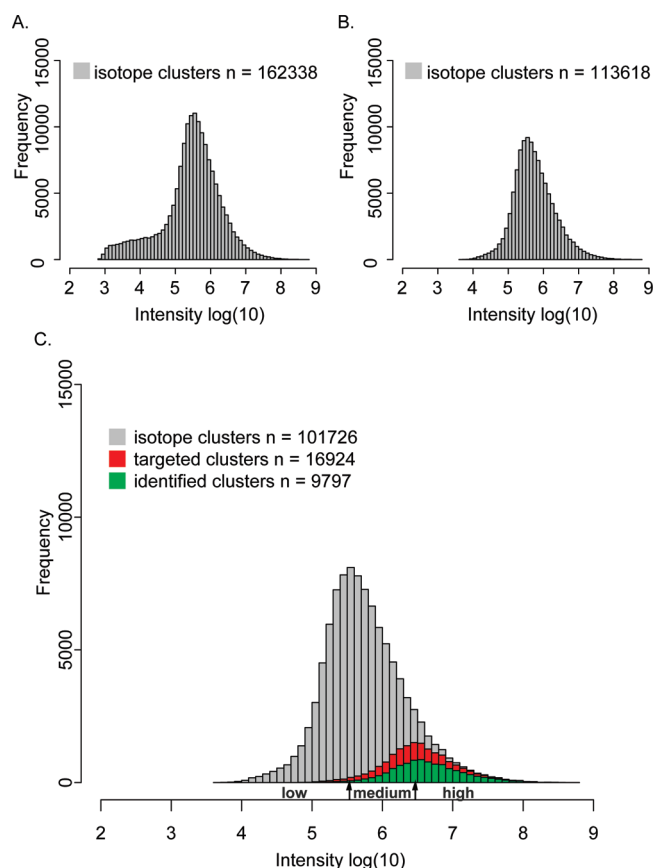 A.
B.
isotope clusters n = 162338
isotope clusters n = 113618
Frequency
0 5000 10000 15000
Frequency
0 5000 10000 15000
2 3 4 5 6 7 8 9
2 3 4 5 6 7 8 9
Intensity log(10)
Intensity log(10)
C.
isotope clusters n = 101726
targeted clusters n = 16924
identified clusters n = 9797
Frequency
0 5000 10000 15000
low medium high
2 3 4 5 6 7 8 9
Intensity log(10)